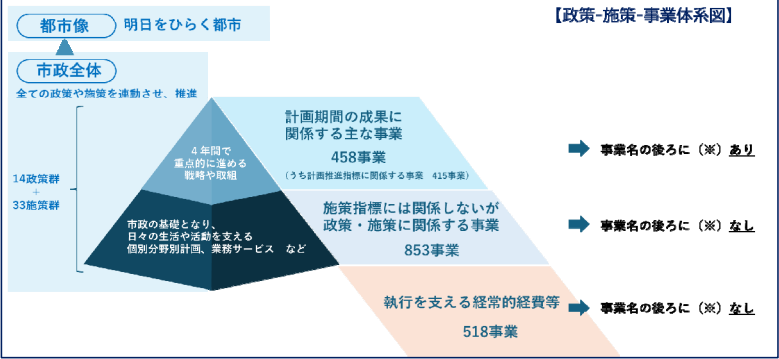 【政策-施策-事業体系図】
都市像 明日をひらく都市
市政全体
全ての政策や施策を連動させ、推進
14政策群
+
33施策群
4年間で
重点的に進める
戦略や取組
市政の基礎となり、
日々の生活や活動を支える
個別分野別計画、業務サービス など
計画期間の成果に
関係する主な事業
458事業
(うち計画推進指標に関係する事業 415事業)
事業名の後ろに(※)あり
施策指標には関係しないが
政策・施策に関係する事業
853事業
事業名の後ろに(※)なし
執行を支える経常的経費等
518事業
事業名の後ろに(※)なし